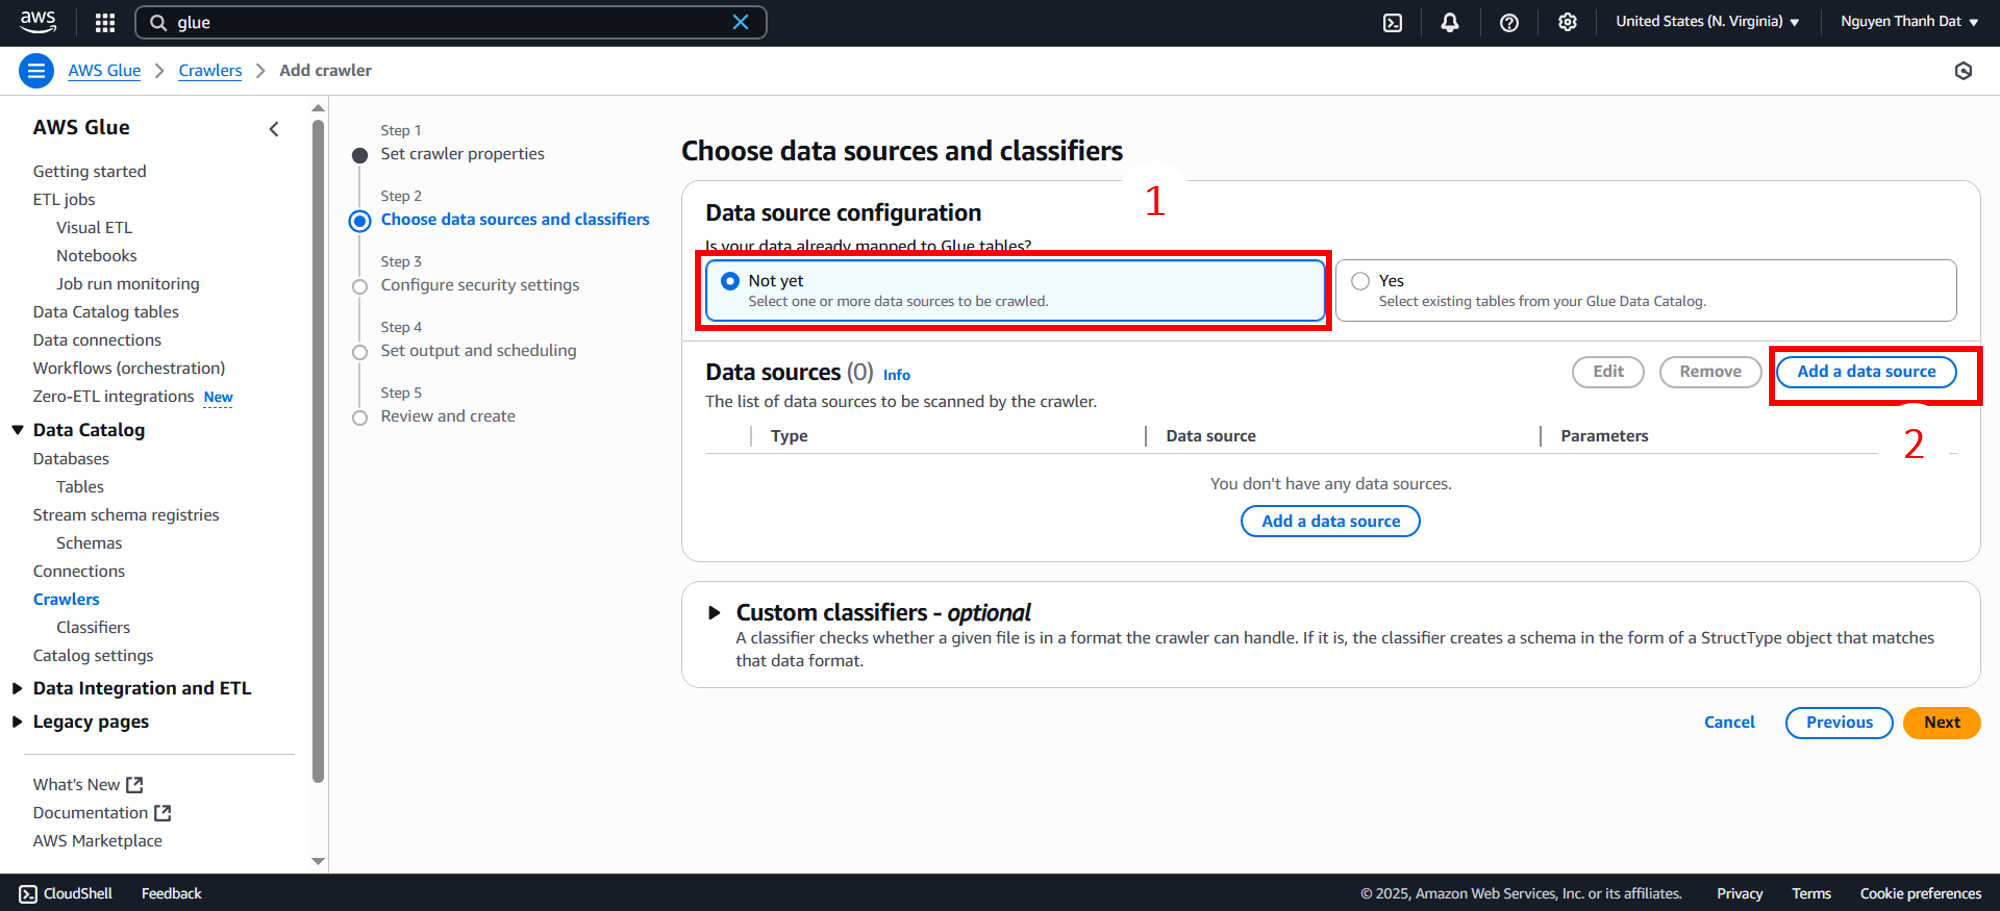 aws
glue
United States (N. Virginia)
Nguyen Thanh Dat
AWS Glue
Crawlers
Add crawler
AWS Glue
Getting started
ETL jobs
Visual ETL
Notebooks
Job run monitoring
Data Catalog tables
Data connections
Workflows (orchestration)
Zero-ETL integrations New
Data Catalog
Databases
Tables
Stream schema registries
Schemas
Connections
Crawlers
Classifiers
Catalog settings
Data Integration and ETL
Legacy pages
What's New
Documentation
AWS Marketplace
Step 1
Set crawler properties
Step 2
Choose data sources and classifiers
Step 3
Configure security settings
Step 4
Set output and scheduling
Step 5
Review and create
Choose data sources and classifiers
1
Data source configuration
Is your data already mapped to Glue tables?
Not yet
Select one or more data sources to be crawled.
Yes
Select existing tables from your Glue Data Catalog.
Data sources (0) Info
Edit
Remove
Add a data source
The list of data sources to be scanned by the crawler.
2
Type
Data source
Parameters
You don't have any data sources.
Add a data source
Custom classifiers - optional
A classifier checks whether a given file is in a format the crawler can handle. If it is, the classifier creates a schema in the form of a StructType object that matches
that data format.
Cancel
Previous
Next
CloudShell
Feedback
© 2025, Amazon Web Services, Inc. or its affiliates.
Privacy
Terms
Cookie preferences